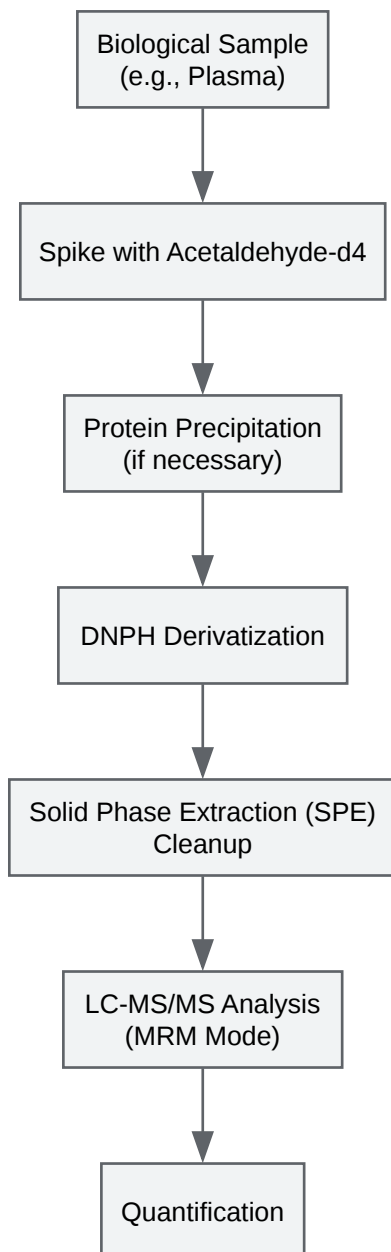 Biological Sample
(e.g., Plasma)
Spike with Acetaldehyde-d4
Protein Precipitation
(if necessary)
DNPH Derivatization
Solid Phase Extraction (SPE)
Cleanup
LC-MS/MS Analysis
(MRM Mode)
Quantification